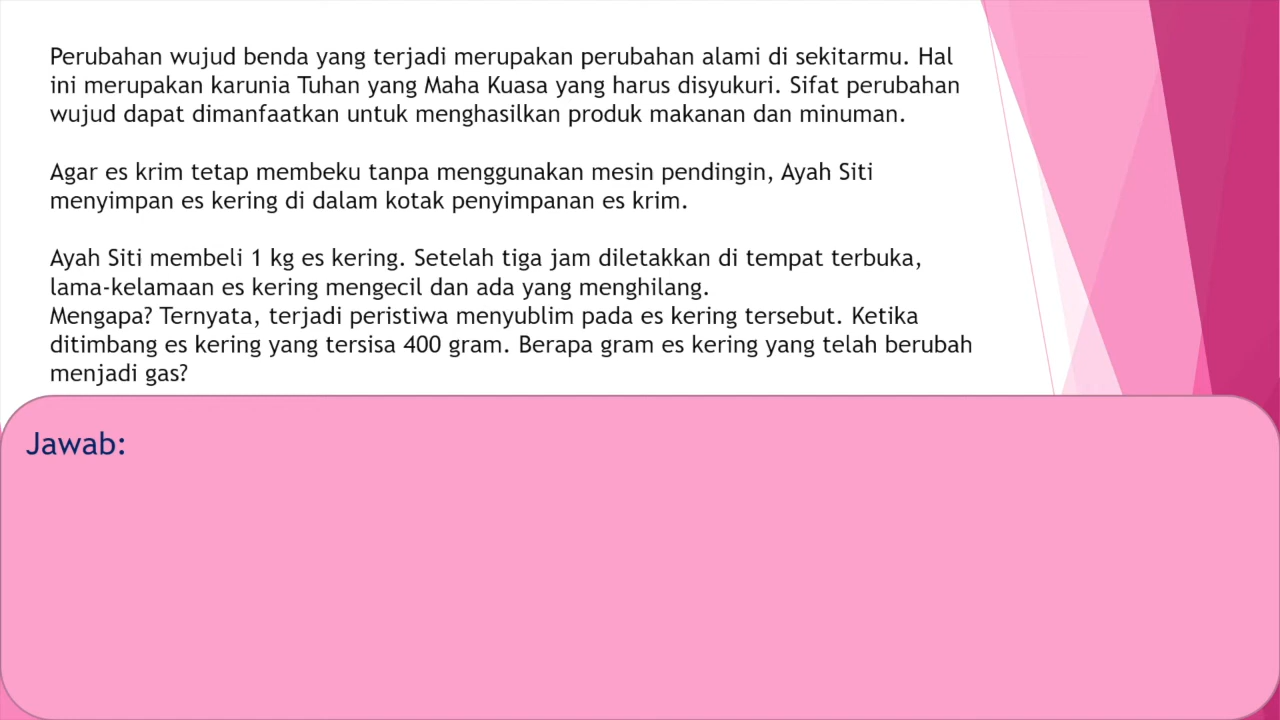 Perubahan wujud benda yang terjadi merupakan perubahan alami di sekitarmu. Hal
ini merupakan karunia Tuhan yang Maha Kuasa yang harus disyukuri. Sifat perubahan
wujud dapat dimanfaatkan untuk menghasilkan produk makanan dan minuman.
Agar es krim tetap membeku tanpa menggunakan mesin pendingin, Ayah Siti
menyimpan es kering di dalam kotak penyimpanan es krim.
Ayah Siti membeli 1 kg es kering. Setelah tiga jam diletakkan di tempat terbuka,
lama-kelamaan es kering mengecil dan ada yang menghilang.
Mengapa? Ternyata, terjadi peristiwa menyublim pada es kering tersebut. Ketika
ditimbang es kering yang tersisa 400 gram. Berapa gram es kering yang telah berubah
menjadi gas?
Jawab: